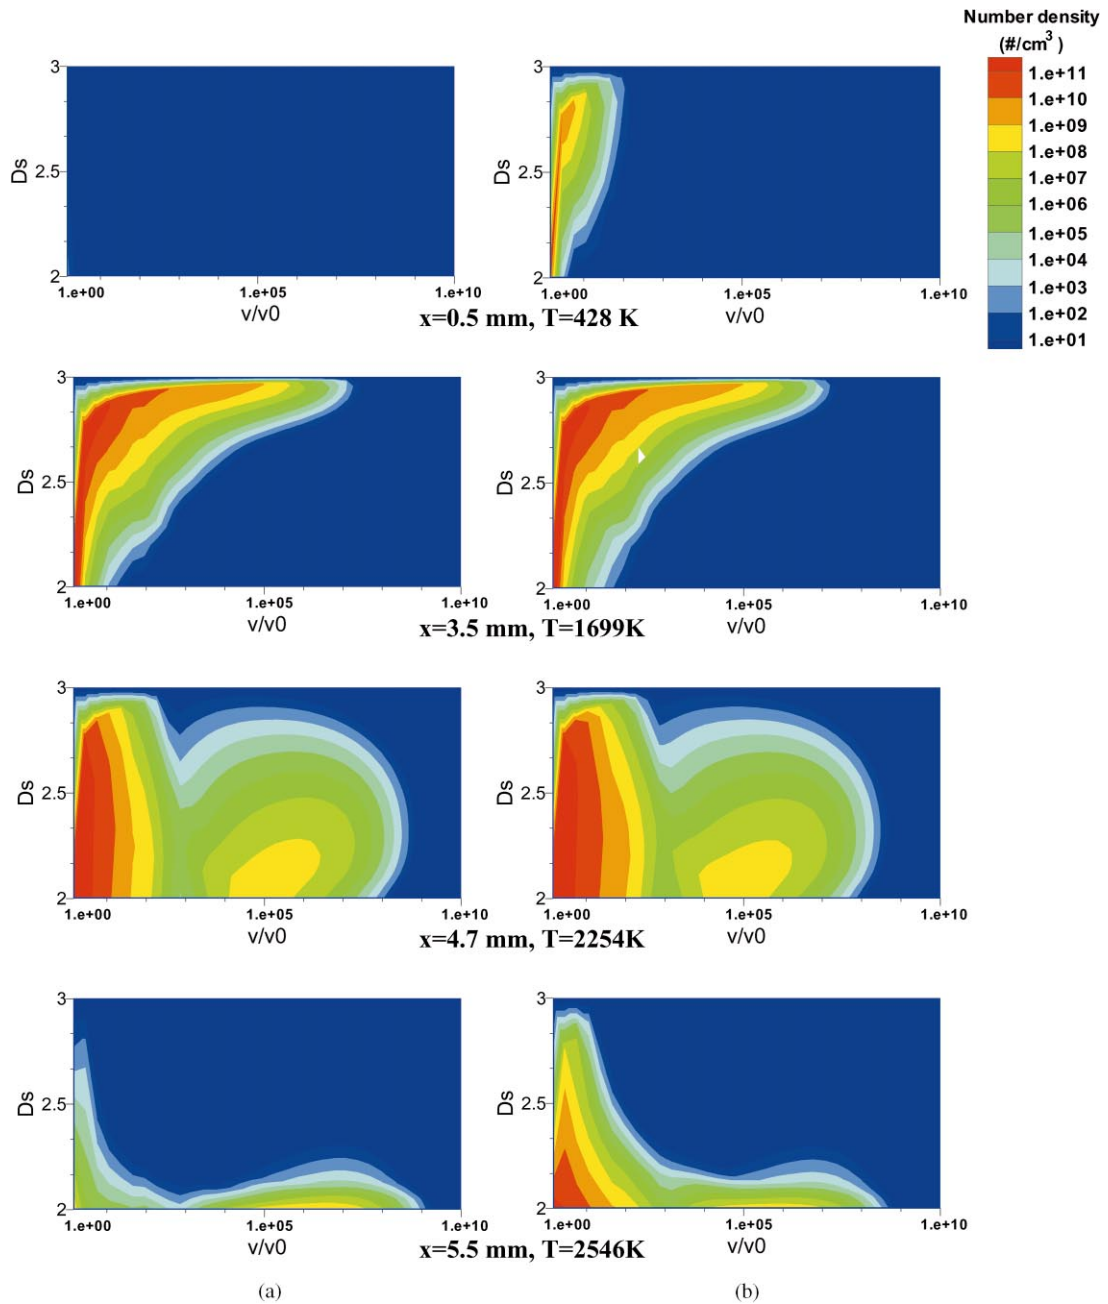 Number density
(#/cm³)
1.e+11
1.e+10
1.e+09
1.e+08
1.e+07
1.e+06
1.e+05
1.e+04
1.e+03
1.e+02
1.e+01
3
2.5
2
Ds
1.e+00 1.e+05 1.e+10
v/v0
3
2.5
2
Ds
1.e+00 1.e+05 1.e+10
v/v0
x=0.5 mm, T=428 K
3
2.5
2
Ds
1.e+00 1.e+05 1.e+10
v/v0
3
2.5
2
Ds
1.e+00 1.e+05 1.e+10
v/v0
x=3.5 mm, T=1699K
3
2.5
2
Ds
1.e+00 1.e+05 1.e+10
v/v0
3
2.5
2
Ds
1.e+00 1.e+05 1.e+10
v/v0
x=4.7 mm, T=2254K
3
2.5
2
Ds
1.e+00 1.e+05 1.e+10
v/v0
3
2.5
2
Ds
1.e+00 1.e+05 1.e+10
v/v0
x=5.5 mm, T=2546K
(a) (b)